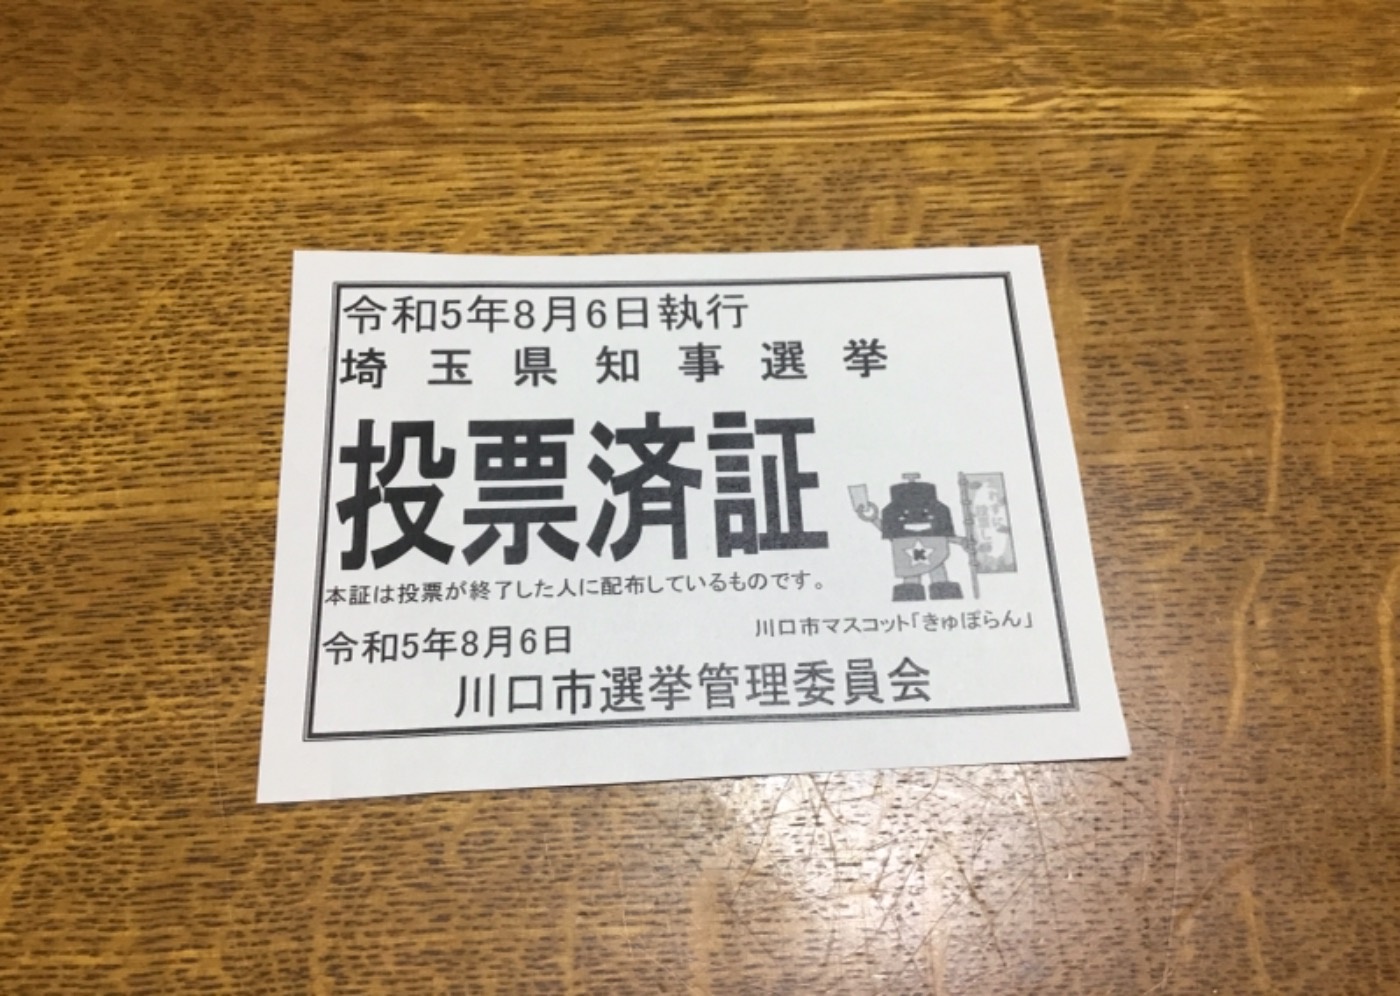 令和5年8月6日執行
埼玉県知事選挙
投票済証
本証は投票が終了した人に配布しているものです。
川口市マスコット「きゅぽらん」
令和5年8月6日
川口市選挙管理委員会